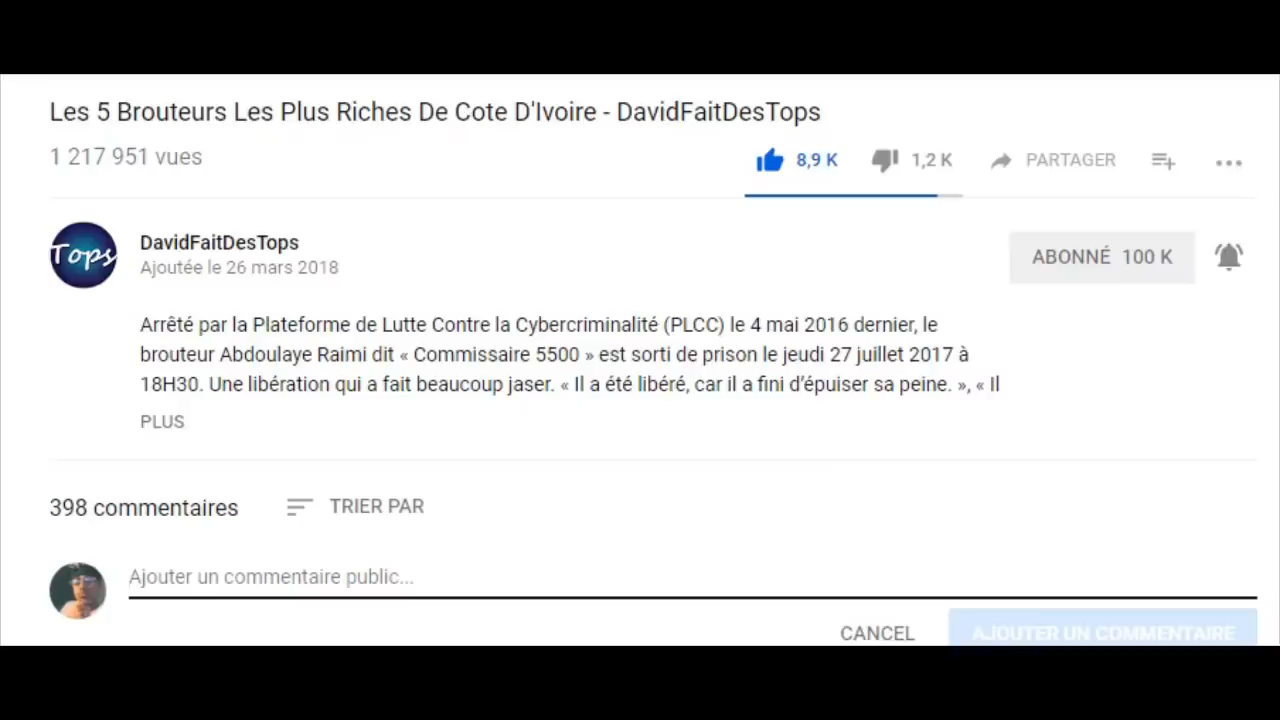 Les 5 Brouteurs Les Plus Riches De Cote D'Ivoire - DavidFaitDesTops
1 217 951 vues
8,9 K 1,2 K PARTAGER
Tops
DavidFaitDesTops
Ajoutée le 26 mars 2018
ABONNÉ 100 K
Arrêté par la Plateforme de Lutte Contre la Cybercriminalité (PLCC) le 4 mai 2016 dernier, le
brouteur Abdoulaye Raimi dit « Commissaire 5500 » est sorti de prison le jeudi 27 juillet 2017 à
18H30. Une libération qui a fait beaucoup jaser. « Il a été libéré, car il a fini d’épuiser sa peine. », « Il
PLUS
398 commentaires TRIER PAR
Ajouter un commentaire public...
CANCEL AJOUTER UN COMMENTAIRE